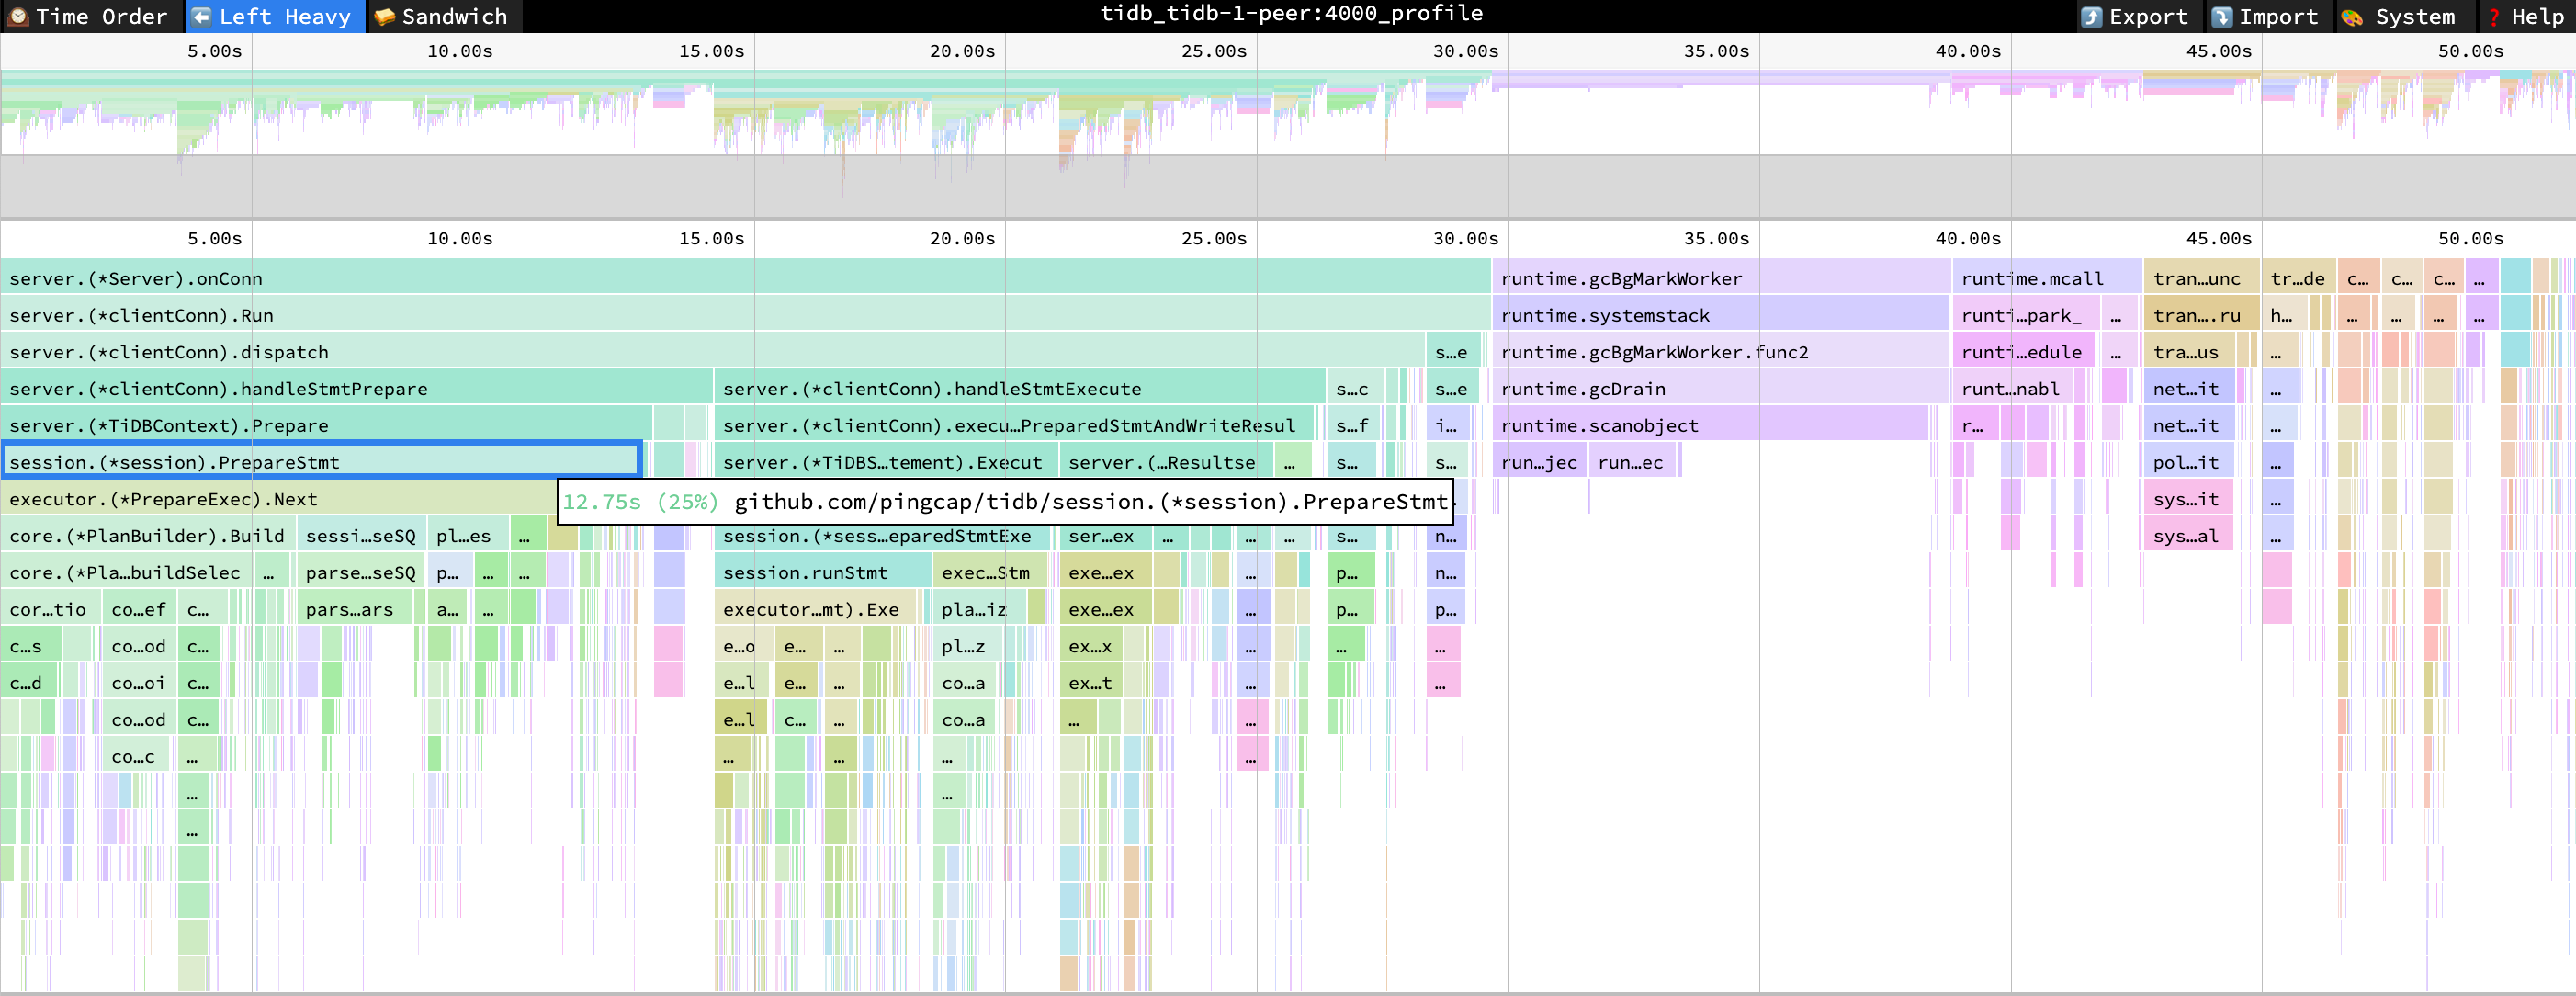 Time Order Left Heavy Sandwich tidb_tidb-1-peer:4000_profile Export Import System ? Help
5.00s 10.00s 15.00s 20.00s 25.00s 30.00s 35.00s 40.00s 45.00s 50.00s
5.00s 10.00s 15.00s 20.00s 25.00s 30.00s 35.00s 40.00s 45.00s 50.00s
server.(*Server).onConn runtime.gcBgMarkWorker runtime.mcall tran…unc tr…de c… c… c… …
server.(*clientConn).Run runtime.systemstack runti…park_ … tran….ru h… … … … …
server.(*clientConn).dispatch s…e runtime.gcBgMarkWorker.func2 runti…edule … tra…us …
server.(*clientConn).handleStmtPrepare server.(*clientConn).handleStmtExecute s…c s…e runtime.gcDrain runt…nabl net…it …
server.(*TiDBContext).Prepare server.(*clientConn).execu…PreparedStmtAndWriteResul s…f i… runtime.scanobject r… net…it …
session.(*session).PrepareStmt server.(*TiDBS…tement).Execut server.(…Resultse … s… s… run…jec run…ec pol…it …
executor.(*PrepareExec).Next 12.75s (25%) github.com/pingcap/tidb/session.(*session).PrepareStmt sys…it …
core.(*PlanBuilder).Build sessi…seSQ pl…es … session.(*sess…eparedStmtExe ser…ex … … … s… n… sys…al …
core.(*Pla…buildSelec … parse…seSQ p… … … session.runStmt exec…Stm exe…ex … p… n…
cor…tio co…ef c… pars…ars a… … executor…mt).Exe pla…iz exe…ex … p… p…
c…s co…od c… e…o e… … pl…z ex…x … … …
c…d co…oi c… e…l e… … co…a ex…t … …
co…od c… e…l c… … co…a … …
co…c … … … … …
… …
…